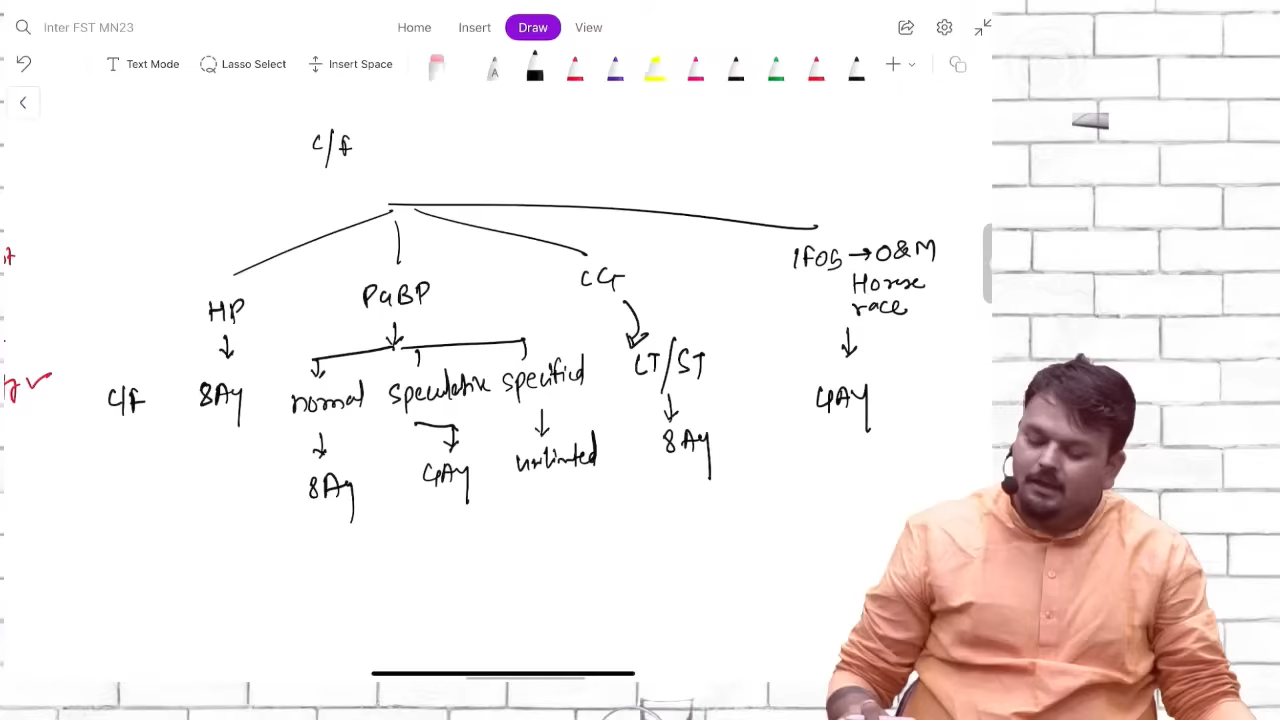 Inter FST MN23
Home Insert Draw View
Text Mode Lasso Select Insert Space
C/f
HP
PGBP
CG
IFOS → O&M
Horse
race
C/f 8Ay
normal speculative specified
LT/ST
4Ay
8Ay
4Ay
unlimited
8Ay